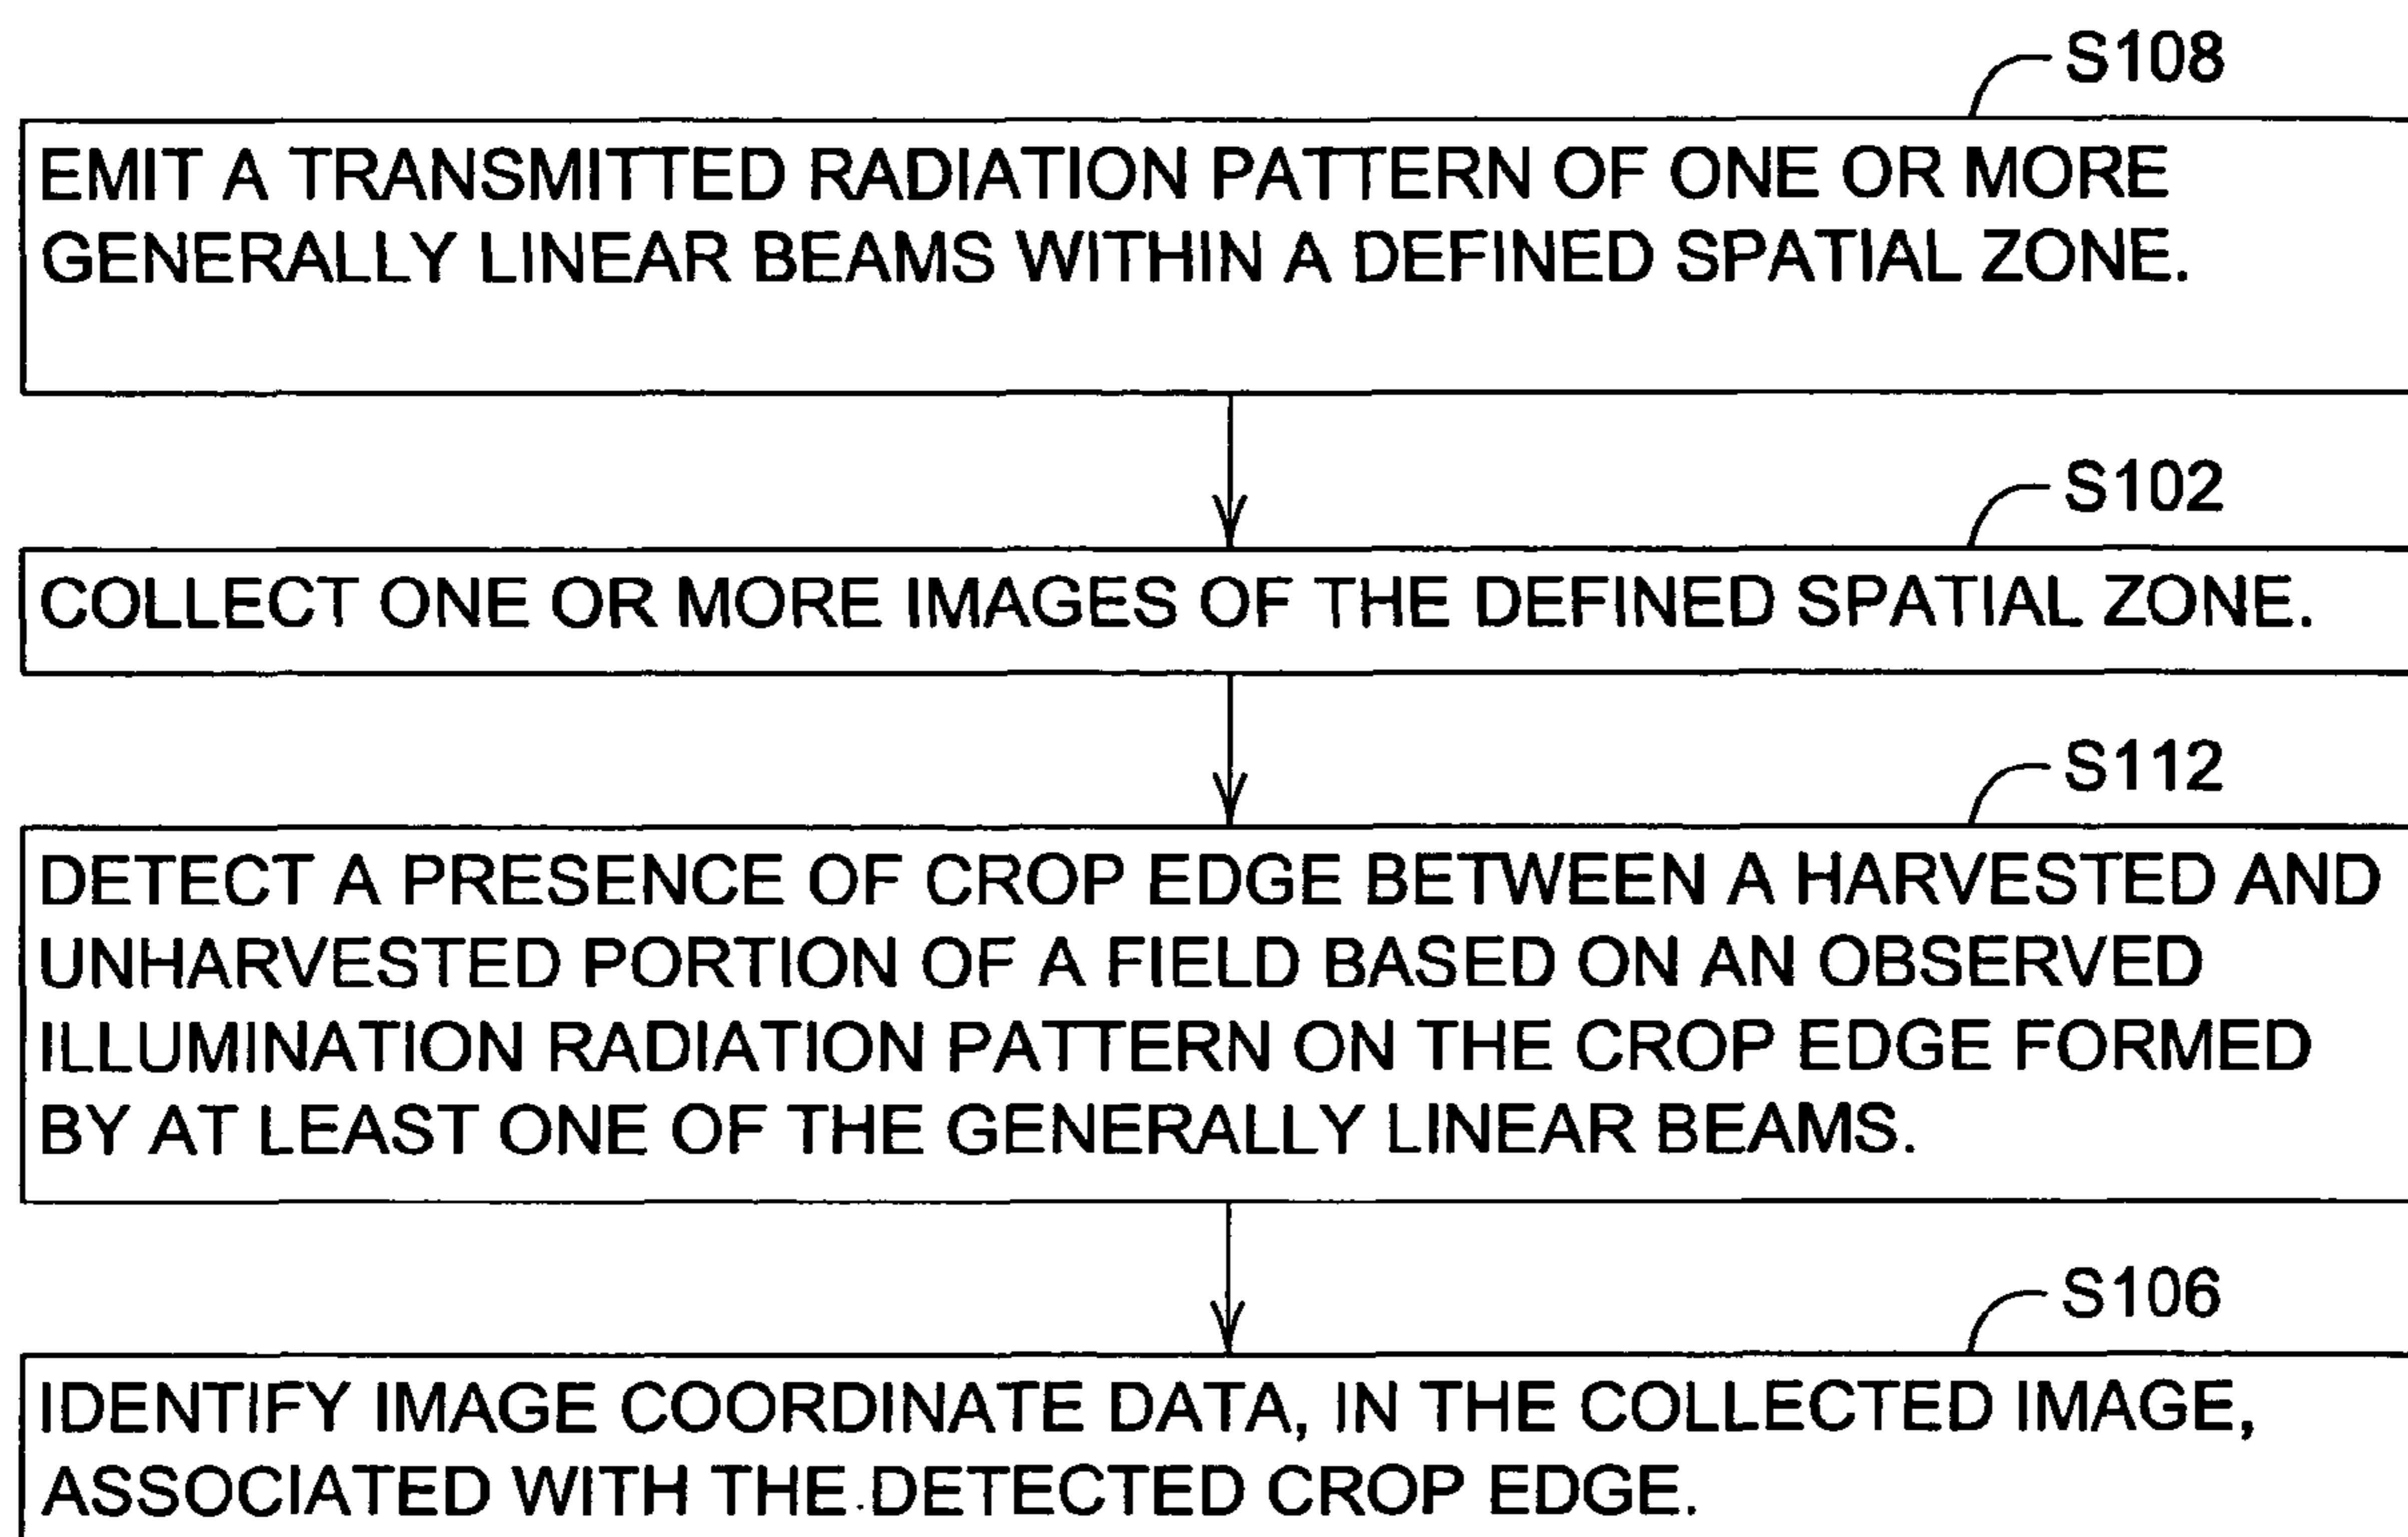 S108
EMIT A TRANSMITTED RADIATION PATTERN OF ONE OR MORE
GENERALLY LINEAR BEAMS WITHIN A DEFINED SPATIAL ZONE.
S102
COLLECT ONE OR MORE IMAGES OF THE DEFINED SPATIAL ZONE.
S112
DETECT A PRESENCE OF CROP EDGE BETWEEN A HARVESTED AND
UNHARVESTED PORTION OF A FIELD BASED ON AN OBSERVED
ILLUMINATION RADIATION PATTERN ON THE CROP EDGE FORMED
BY AT LEAST ONE OF THE GENERALLY LINEAR BEAMS.
S106
IDENTIFY IMAGE COORDINATE DATA, IN THE COLLECTED IMAGE,
ASSOCIATED WITH THE DETECTED CROP EDGE.